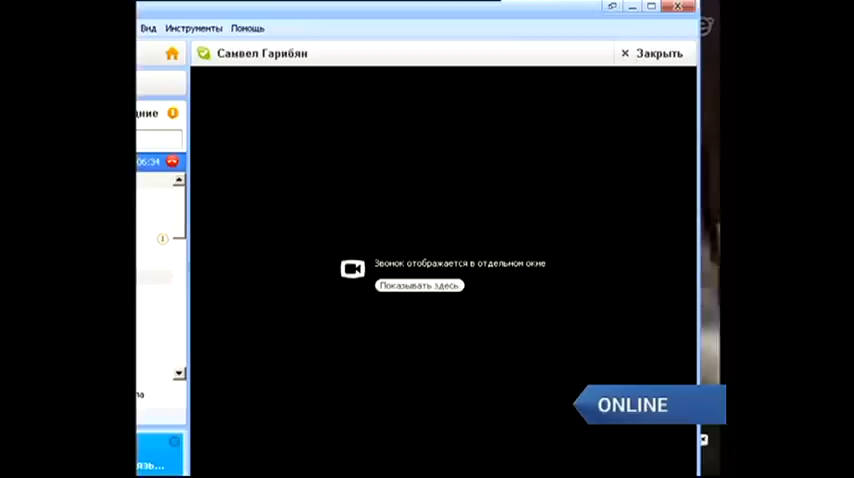 Вид Инструменты Помощь
Самвел Гарибян
× Закрыть
06:34
Звонок отображается в отдельном окне
Показывать здесь
ONLINE